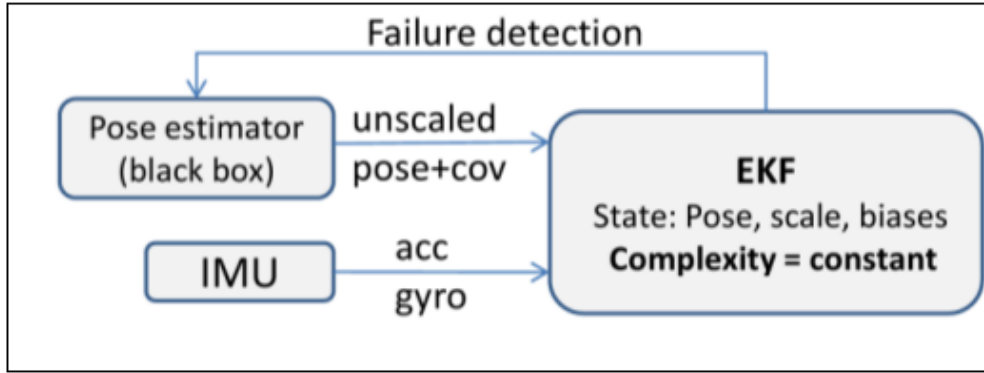 Failure detection
Pose estimator
(black box)
unscaled
pose+cov
EKF
State: Pose, scale, biases
Complexity = constant
IMU
acc
gyro